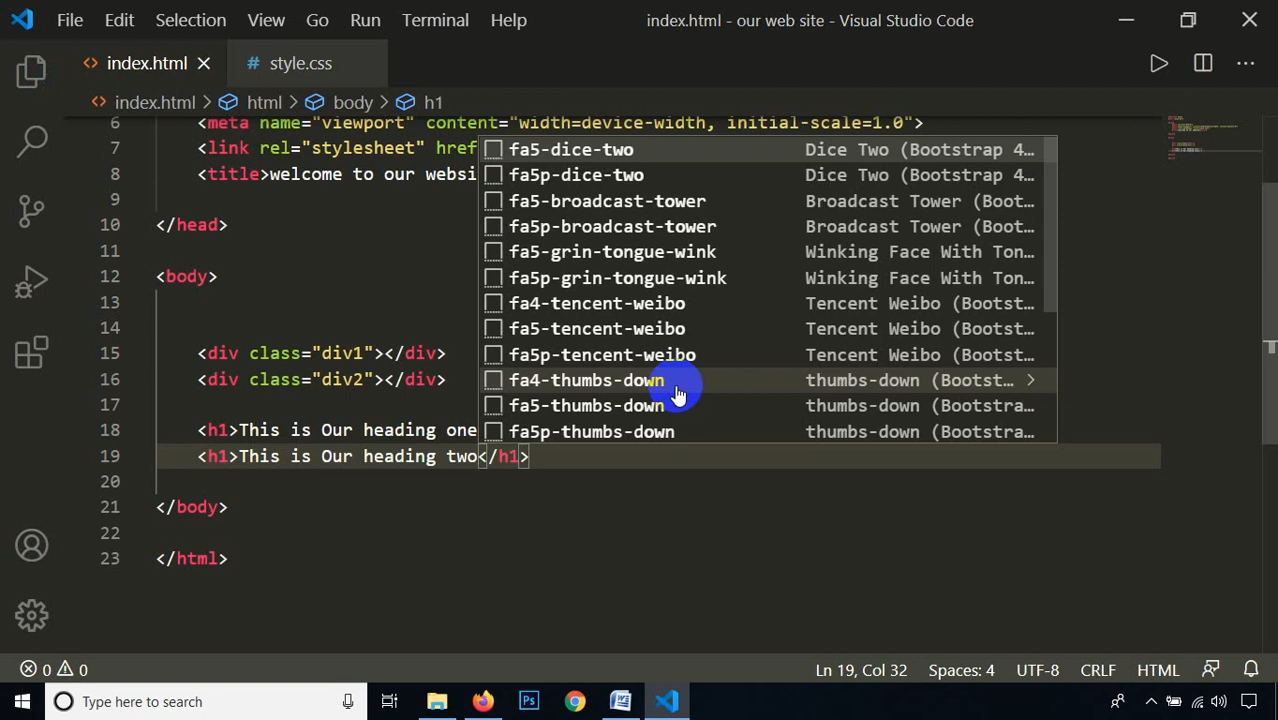 File Edit Selection View Go Run Terminal Help index.html - our web site - Visual Studio Code
index.html style.css
index.html > html > body > h1
6 <meta name="viewport" content="width=device-width, initial-scale=1.0">
7 <link rel="stylesheet" href
8 <title>welcome to our websi
9
10 </head>
11
12 <body>
13
14
15 <div class="div1"></div>
16 <div class="div2"></div>
17
18 <h1>This is Our heading one
19 <h1>This is Our heading two</h1>
20
21 </body>
22
23 </html>
fa5-dice-two Dice Two (Bootstrap 4…
fa5p-dice-two Dice Two (Bootstrap 4…
fa5-broadcast-tower Broadcast Tower (Boot…
fa5p-broadcast-tower Broadcast Tower (Boot…
fa5-grin-tongue-wink Winking Face With Ton…
fa5p-grin-tongue-wink Winking Face With Ton…
fa4-tencent-weibo Tencent Weibo (Bootst…
fa5-tencent-weibo Tencent Weibo (Bootst…
fa5p-tencent-weibo Tencent Weibo (Bootst…
fa4-thumbs-down thumbs-down (Bootst… >
fa5-thumbs-down thumbs-down (Bootstra…
fa5p-thumbs-down thumbs-down (Bootstra…
0 0 Ln 19, Col 32 Spaces: 4 UTF-8 CRLF HTML
Type here to search Ps